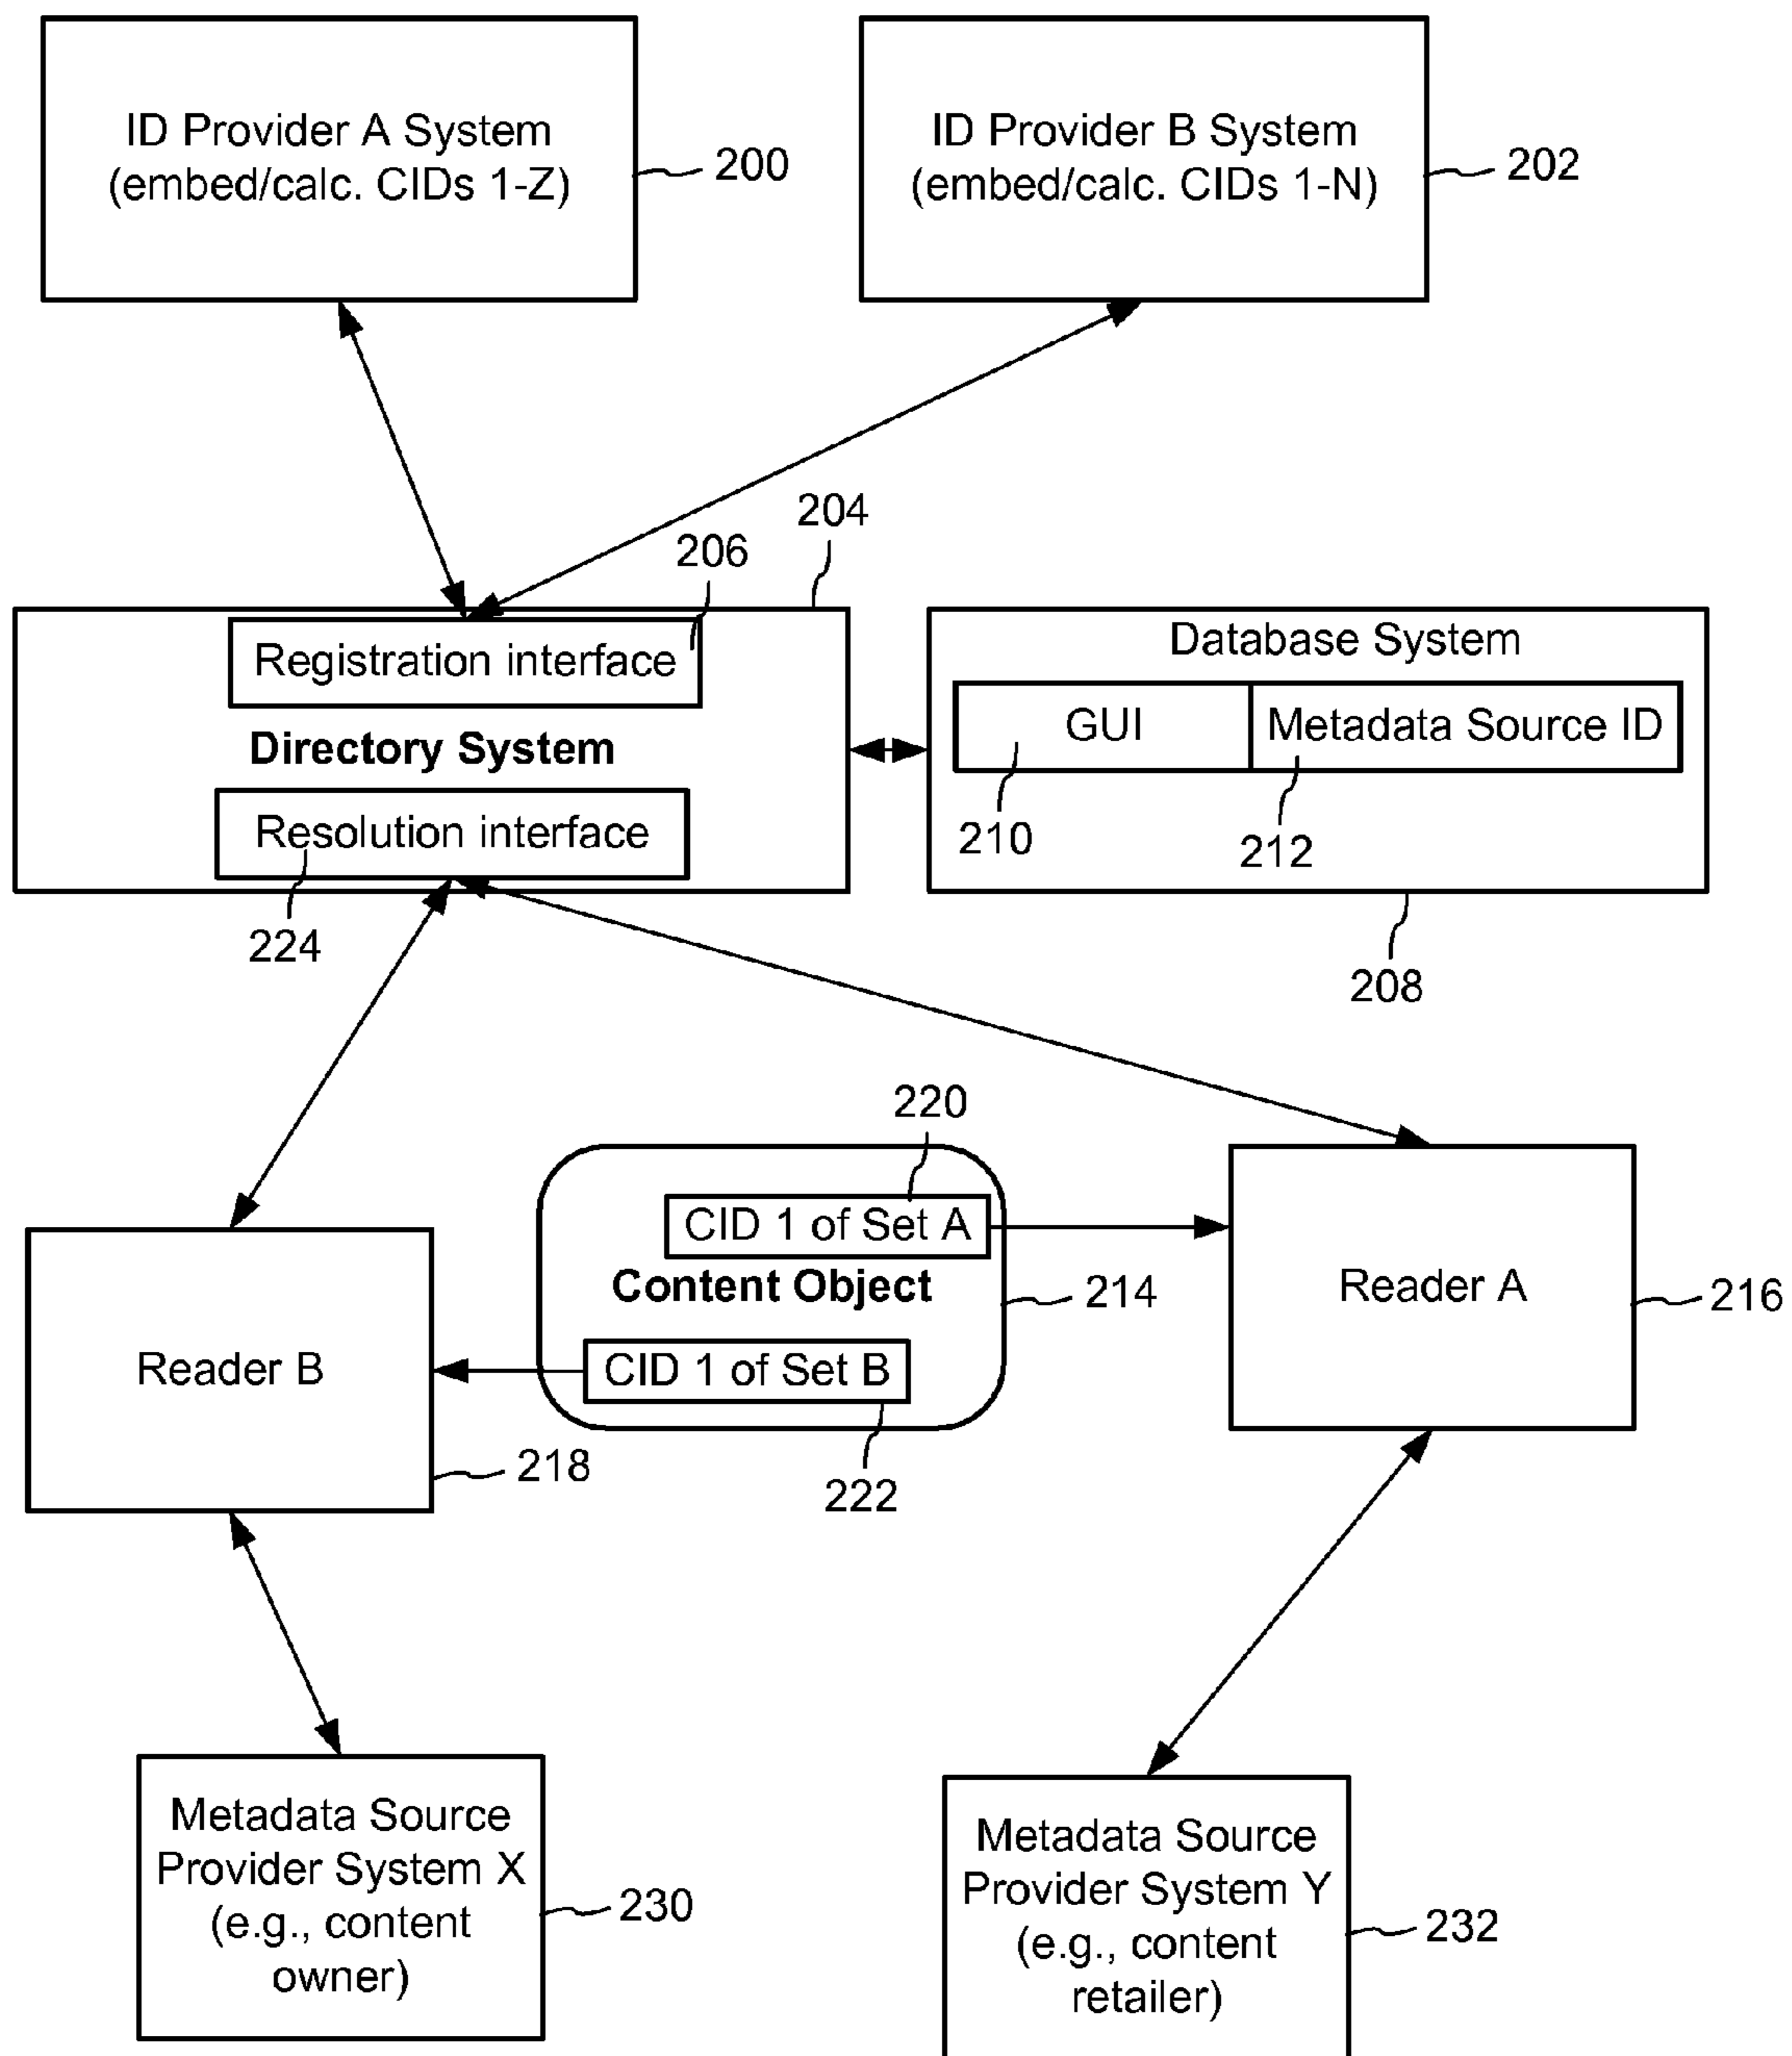 ID Provider A System
(embed/calc. CIDs 1-Z)
200
ID Provider B System
(embed/calc. CIDs 1-N)
202
204
206
Registration interface
Directory System
Resolution interface
224
Database System
GUI
Metadata Source ID
210
212
208
220
CID 1 of Set A
Content Object
214
CID 1 of Set B
222
Reader A
216
Reader B
218
Metadata Source
Provider System X
(e.g., content
owner)
230
Metadata Source
Provider System Y
(e.g., content
retailer)
232